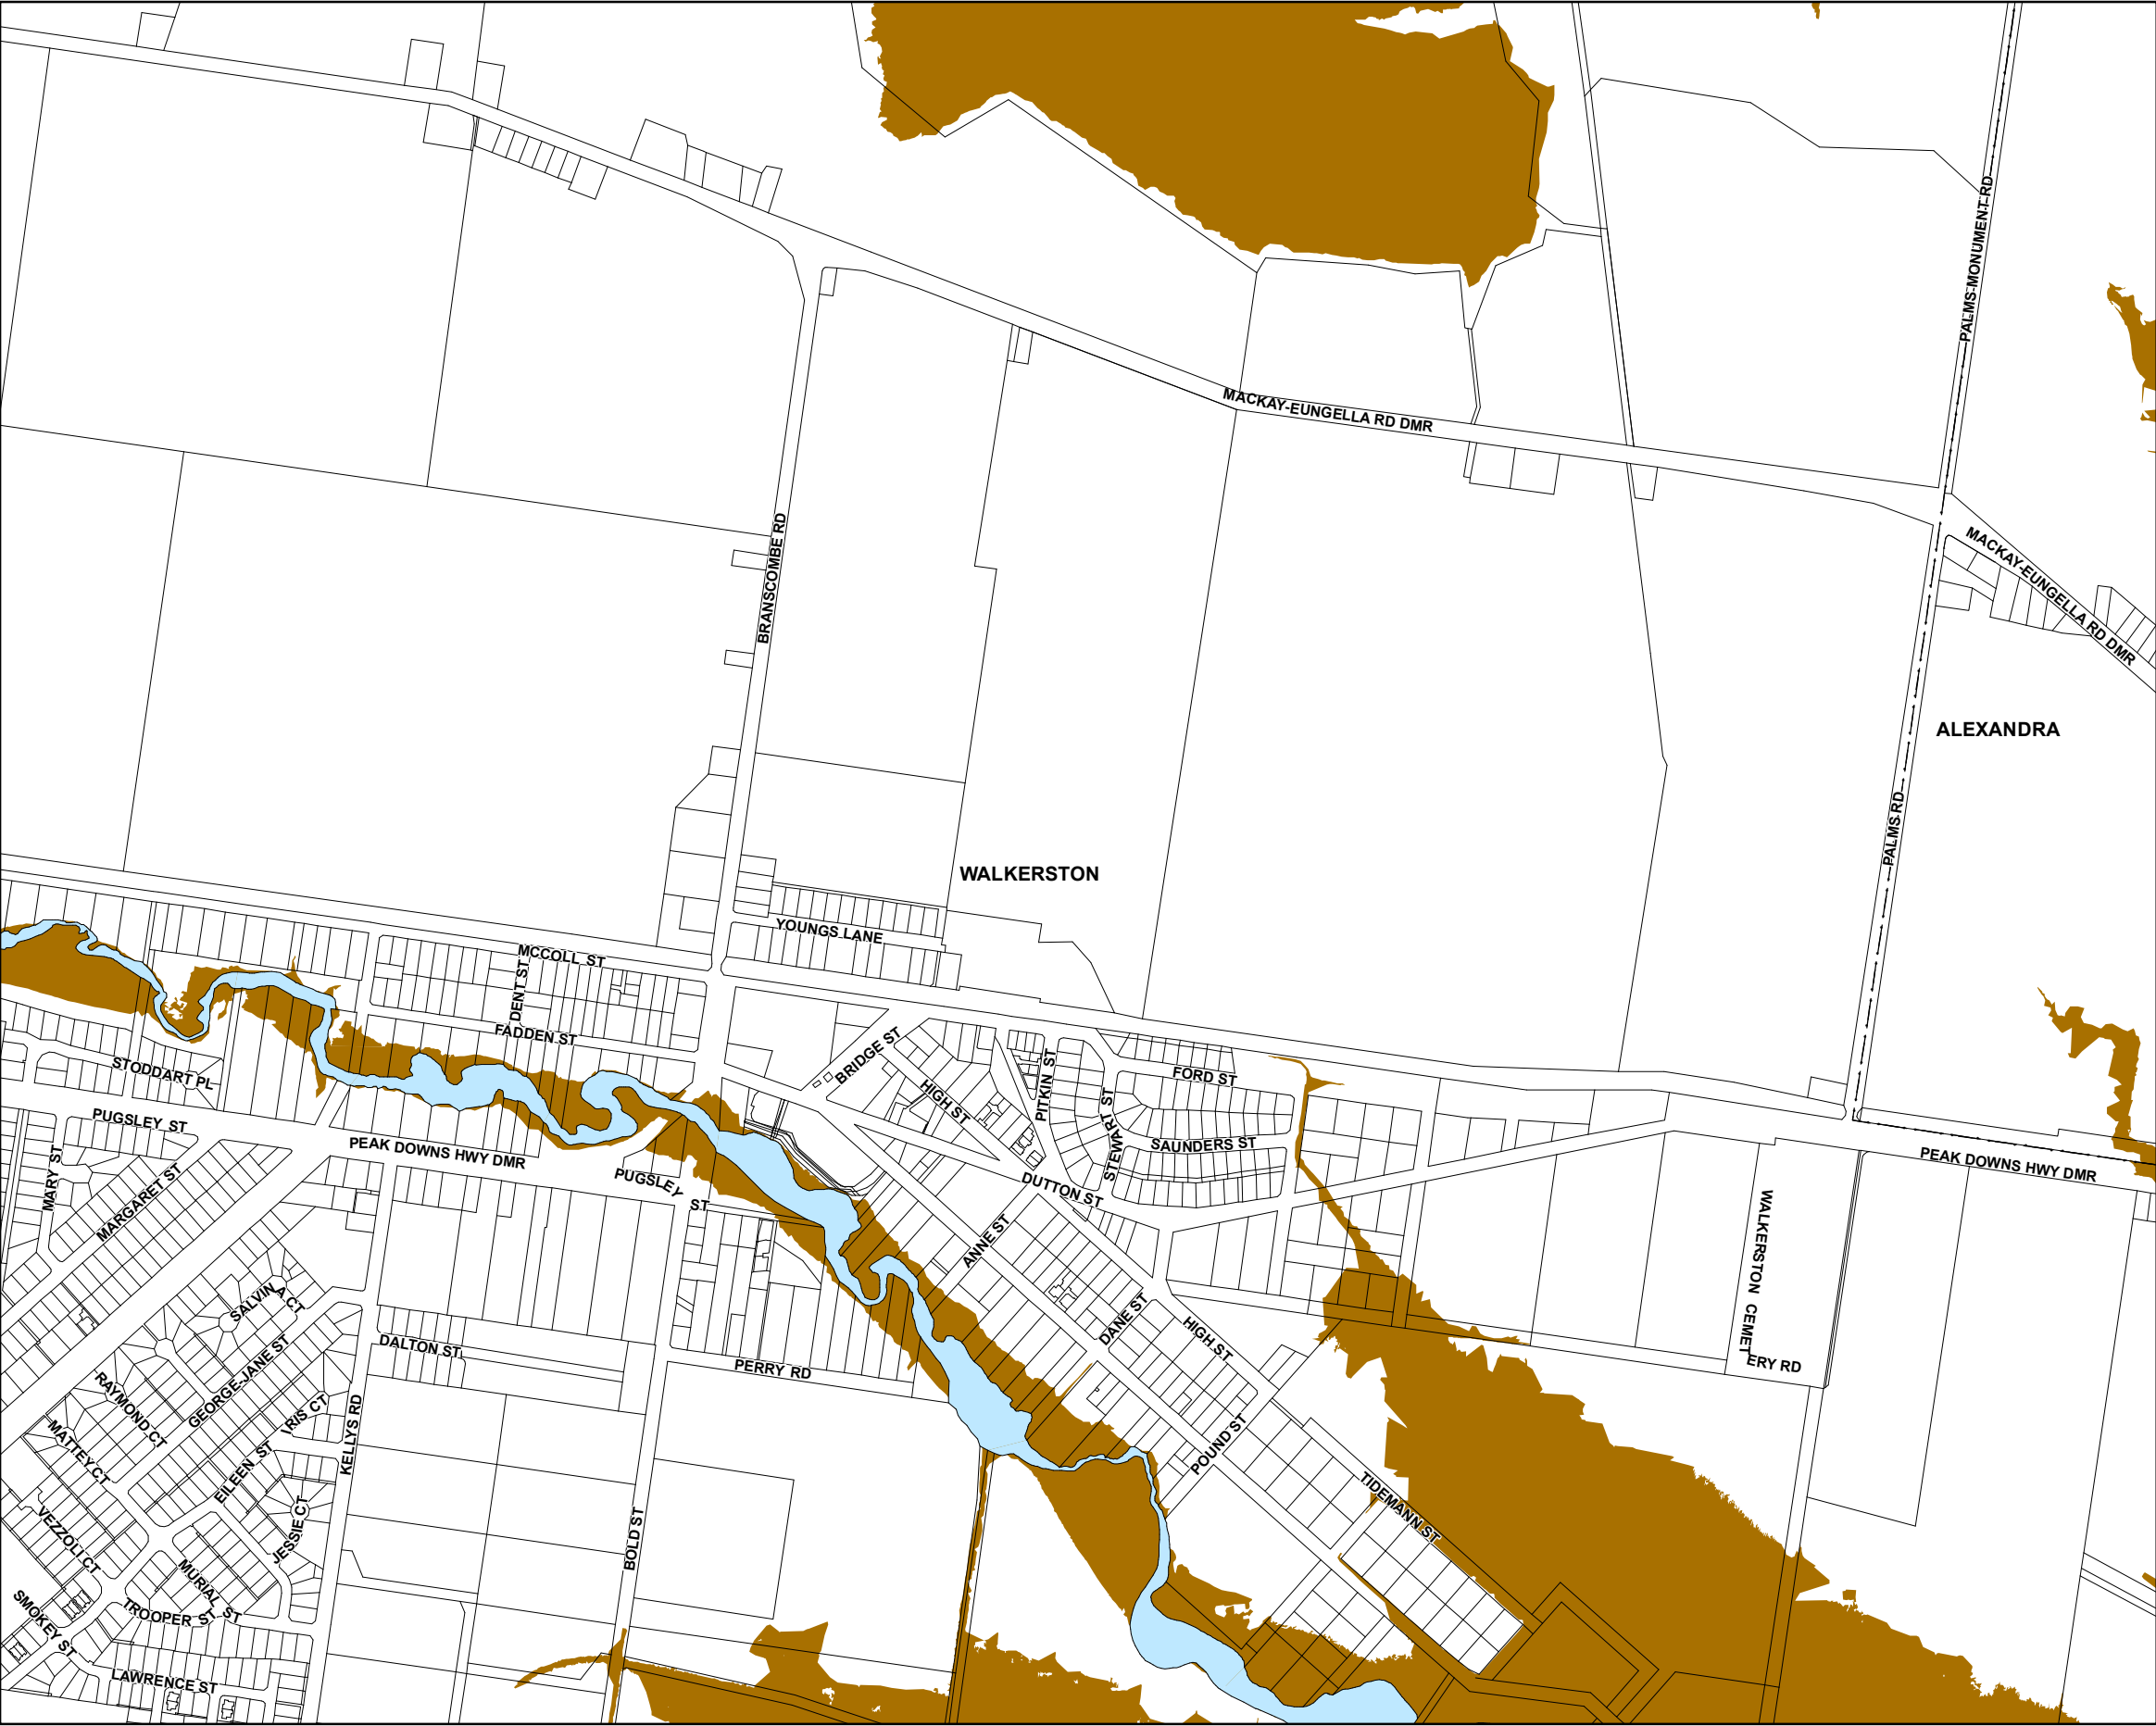 PALMS-MONUMENT RD
MACKAY-EUNGELLA RD DMR
BRANSCOMBE RD
MACKAY-EUNGELLA RD DMR
ALEXANDRA
PALMS RD
WALKERSTON
YOUNGS LANE
MCCOLL ST
DENT ST
FADDEN ST
BRIDGE ST
HIGH ST
PITKIN ST
FORD ST
STEWART ST
SAUNDERS ST
STODDART PL
PUGSLEY ST
PEAK DOWNS HWY DMR
PUGSLEY ST
DUTTON ST
PEAK DOWNS HWY DMR
MARY ST
MARGARET ST
ANNE ST
WALKERSTON CEMETERY RD
SALVINA CT
GEORGE-JANE ST
DALTON ST
DANE ST
HIGH ST
PERRY RD
RAYMOND CT
IRIS CT
KELLYS RD
MATTEY CT
EILEEN ST
POUND ST
TIDEMANN ST
VEZZOLI CT
JESSIE CT
BOLD ST
MURIAL ST
TROOPER ST
SMOKEY ST
LAWRENCE ST